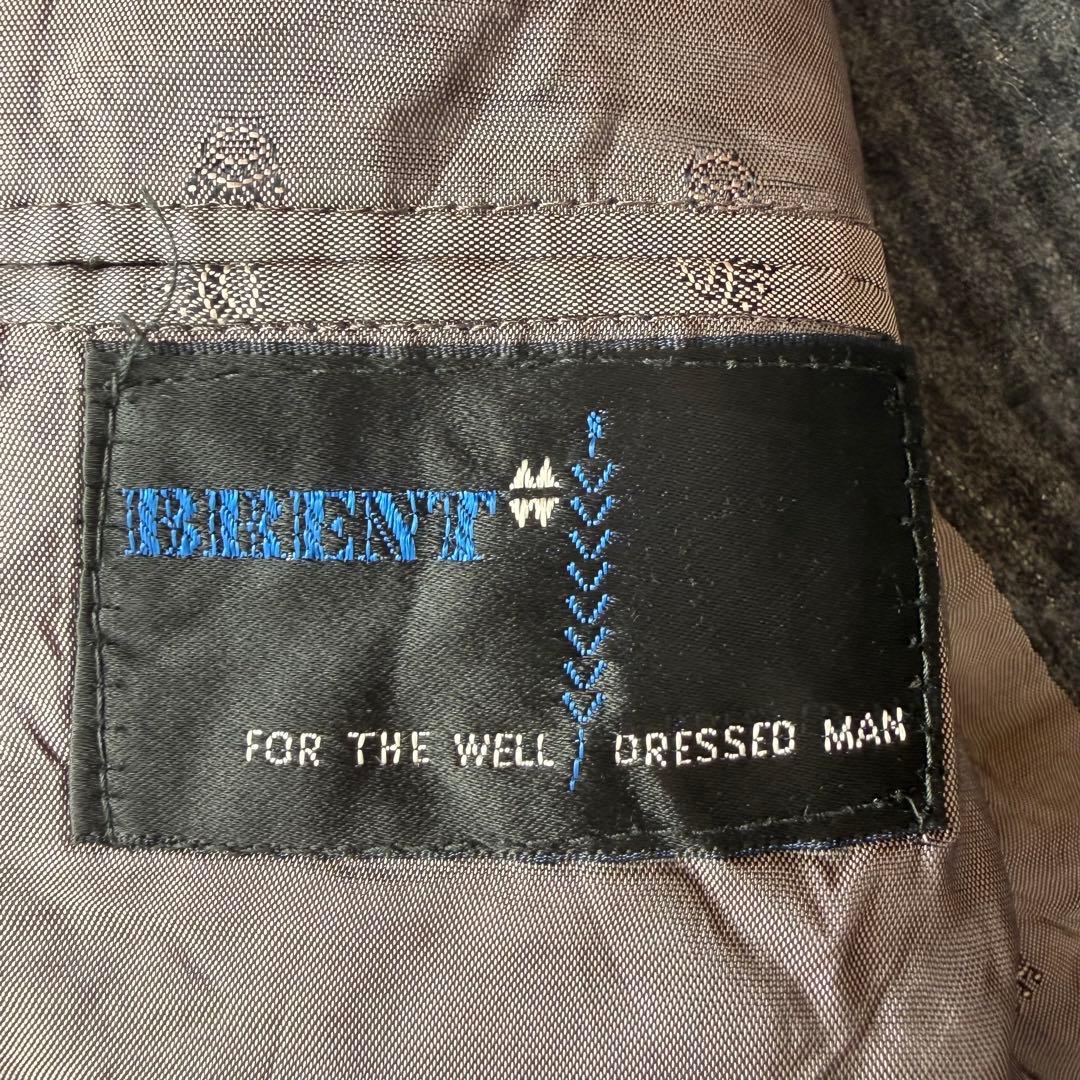 BRENT
FOR THE WELL DRESSED MAN